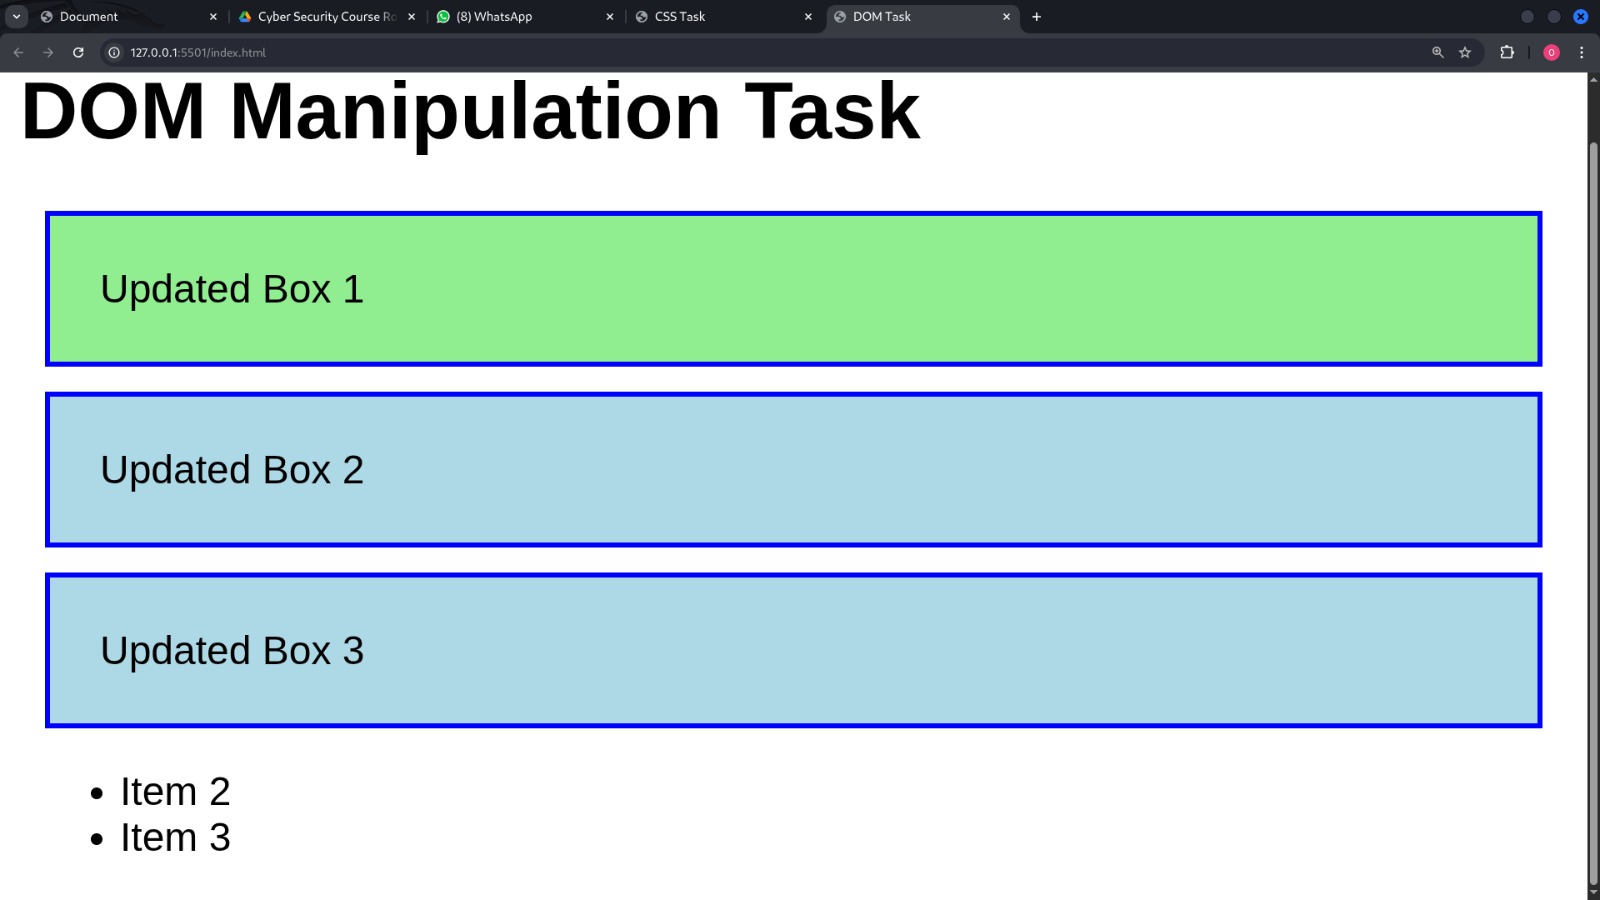 Document
Cyber Security Course Ro
(8) WhatsApp
CSS Task
DOM Task
127.0.0.1:5501/index.html
O
DOM Manipulation Task
Updated Box 1
Updated Box 2
Updated Box 3
• Item 2
• Item 3